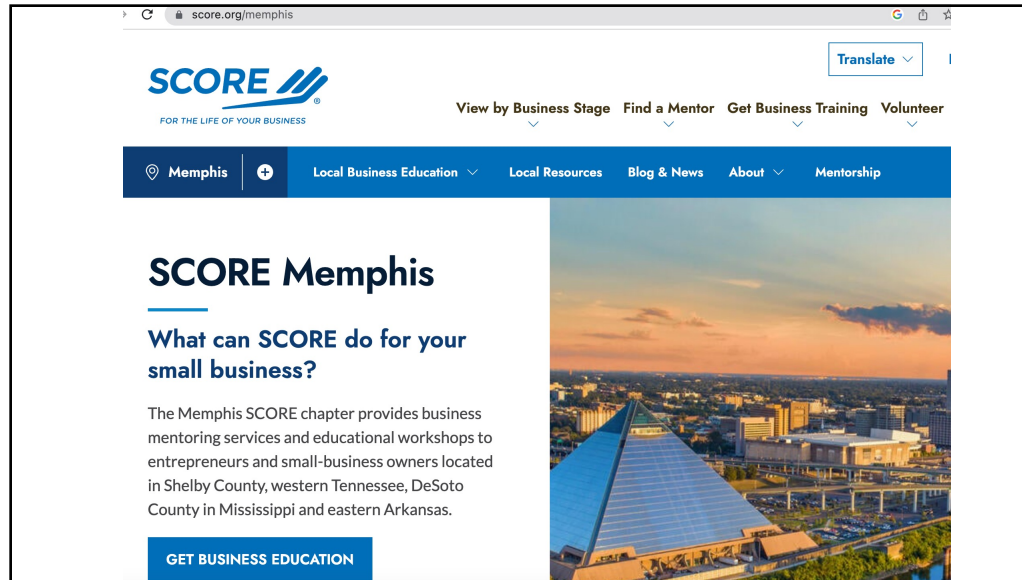 score.org/memphis
Translate
SCORE
®
FOR THE LIFE OF YOUR BUSINESS
View by Business Stage Find a Mentor Get Business Training Volunteer
Memphis Local Business Education Local Resources Blog & News About Mentorship
SCORE Memphis
What can SCORE do for your
small business?
The Memphis SCORE chapter provides business
mentoring services and educational workshops to
entrepreneurs and small-business owners located
in Shelby County, western Tennessee, DeSoto
County in Mississippi and eastern Arkansas.
GET BUSINESS EDUCATION